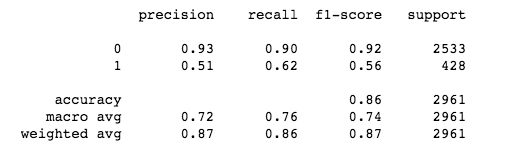 precision recall f1-score support
0 0.93 0.90 0.92 2533
1 0.51 0.62 0.56 428
accuracy 0.86 2961
macro avg 0.72 0.76 0.74 2961
weighted avg 0.87 0.86 0.87 2961